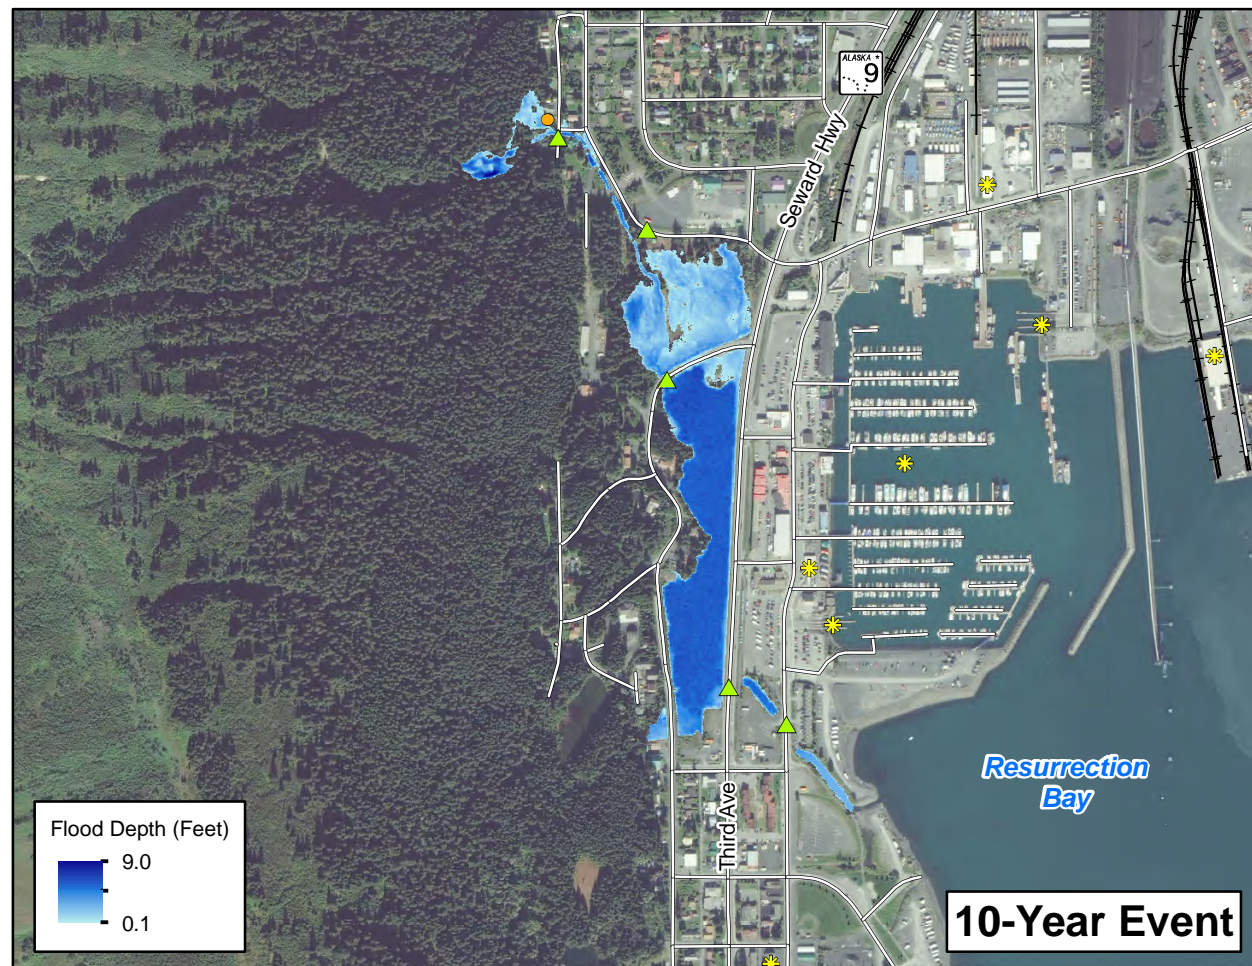 ALASKA
9
Seward Hwy
Resurrection
Bay
Third Ave
Flood Depth (Feet)
9.0
0.1
10-Year Event